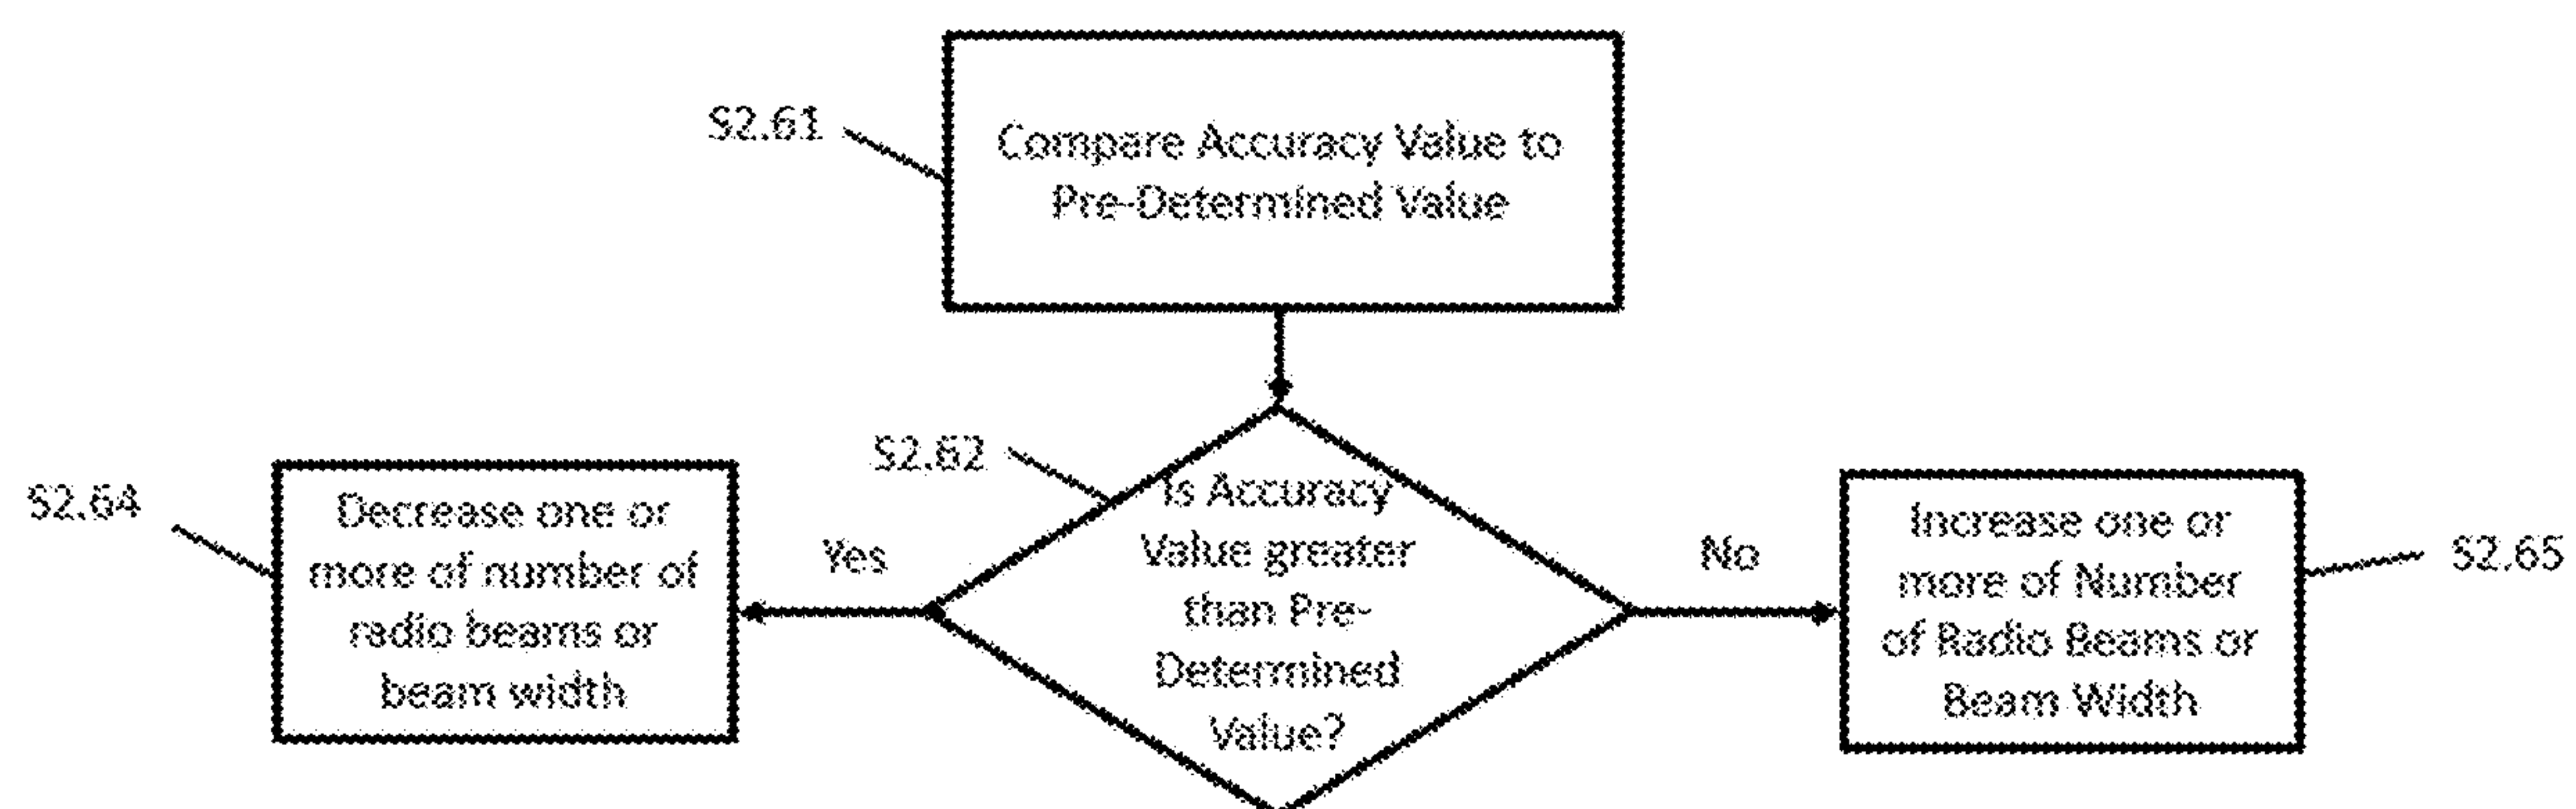 S2.61
Compare Accuracy Value to
Pre-Determined Value
S2.62
S2.64
Decrease one or
more of number of
radio beams or
beam width
Yes
Is Accuracy
Value greater
than Pre-
Determined
Value?
No
Increase one or
more of Number
of Radio Beams or
Beam Width
S2.65